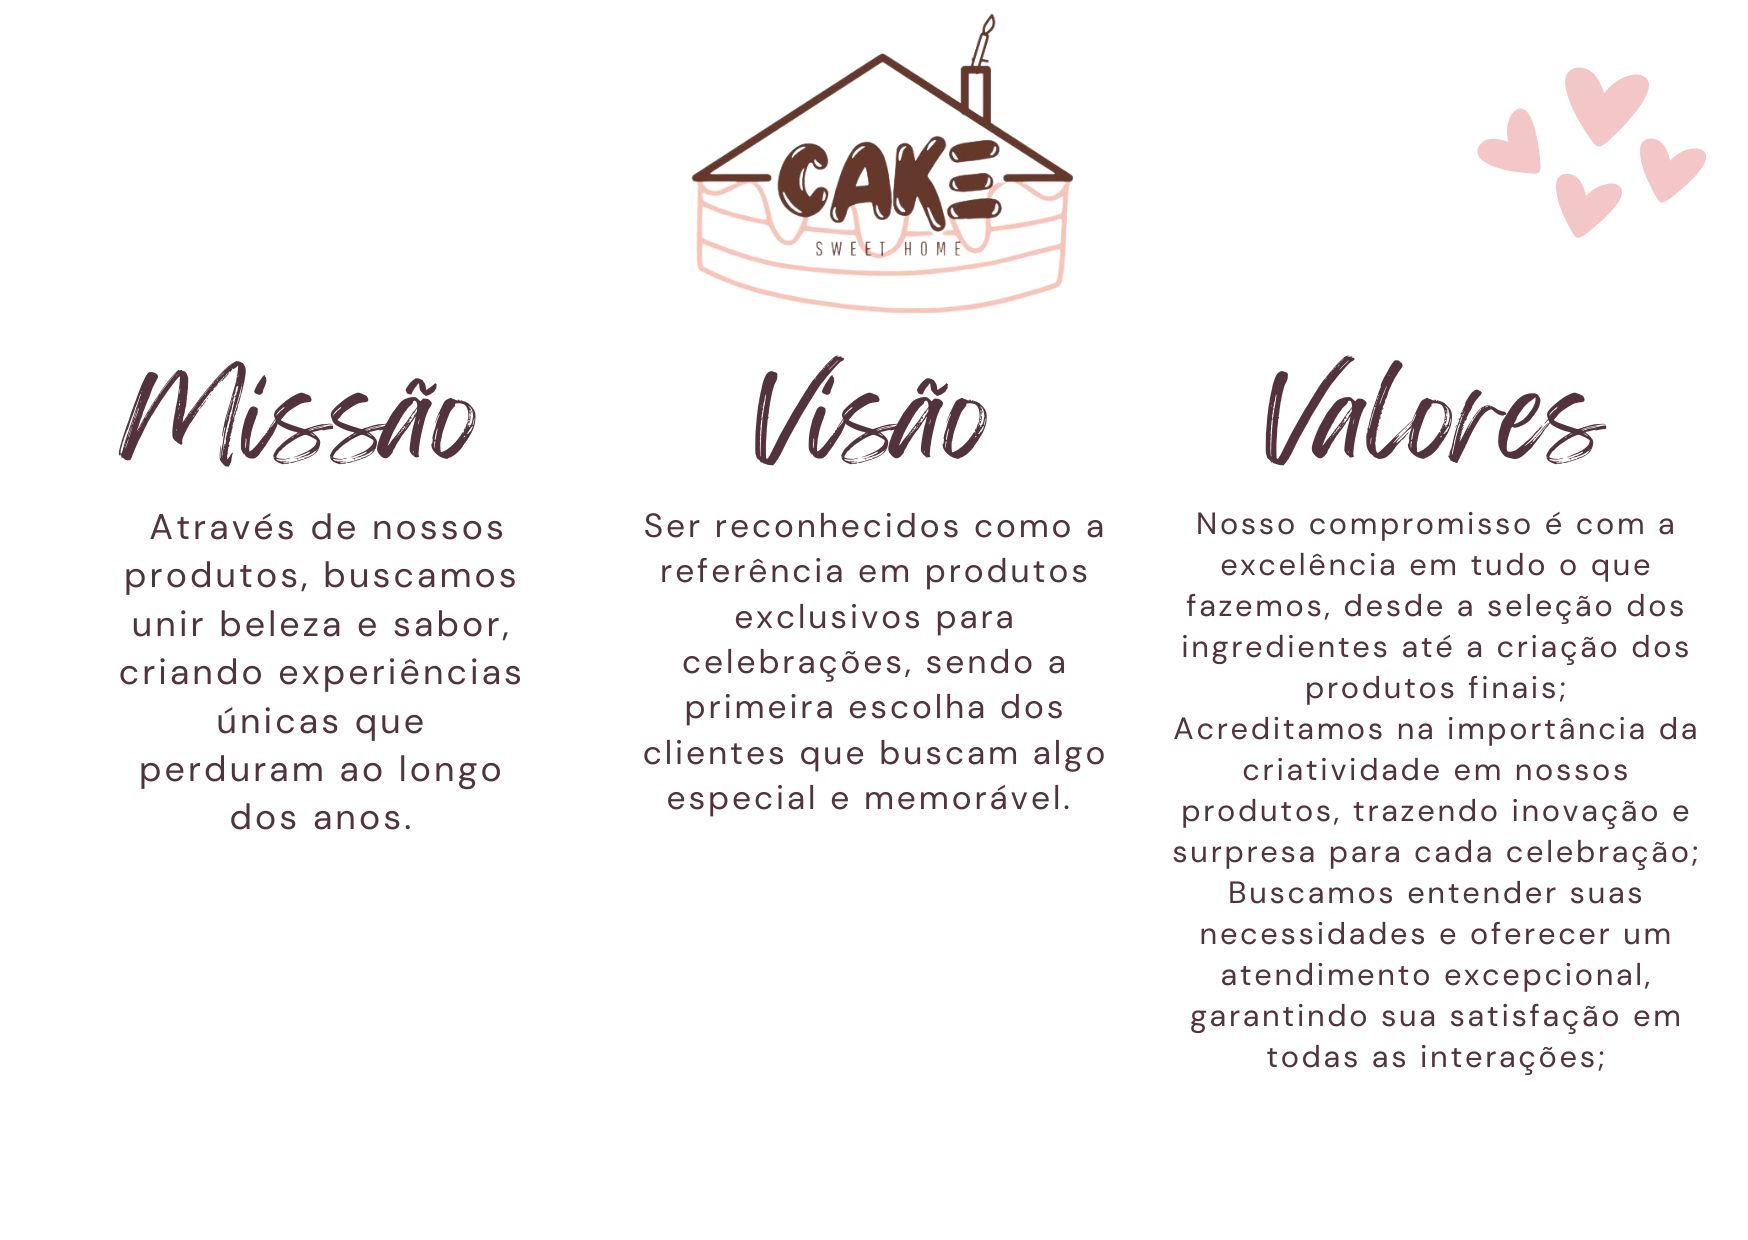 CAKE
SWEET HOME
Missão
Através de nossos
produtos, buscamos
unir beleza e sabor,
criando experiências
únicas que
perduram ao longo
dos anos.
Visão
Ser reconhecidos como a
referência em produtos
exclusivos para
celebrações, sendo a
primeira escolha dos
clientes que buscam algo
especial e memorável.
Valores
Nosso compromisso é com a
excelência em tudo o que
fazemos, desde a seleção dos
ingredientes até a criação dos
produtos finais;
Acreditamos na importância da
criatividade em nossos
produtos, trazendo inovação e
surpresa para cada celebração;
Buscamos entender suas
necessidades e oferecer um
atendimento excepcional,
garantindo sua satisfação em
todas as interações;